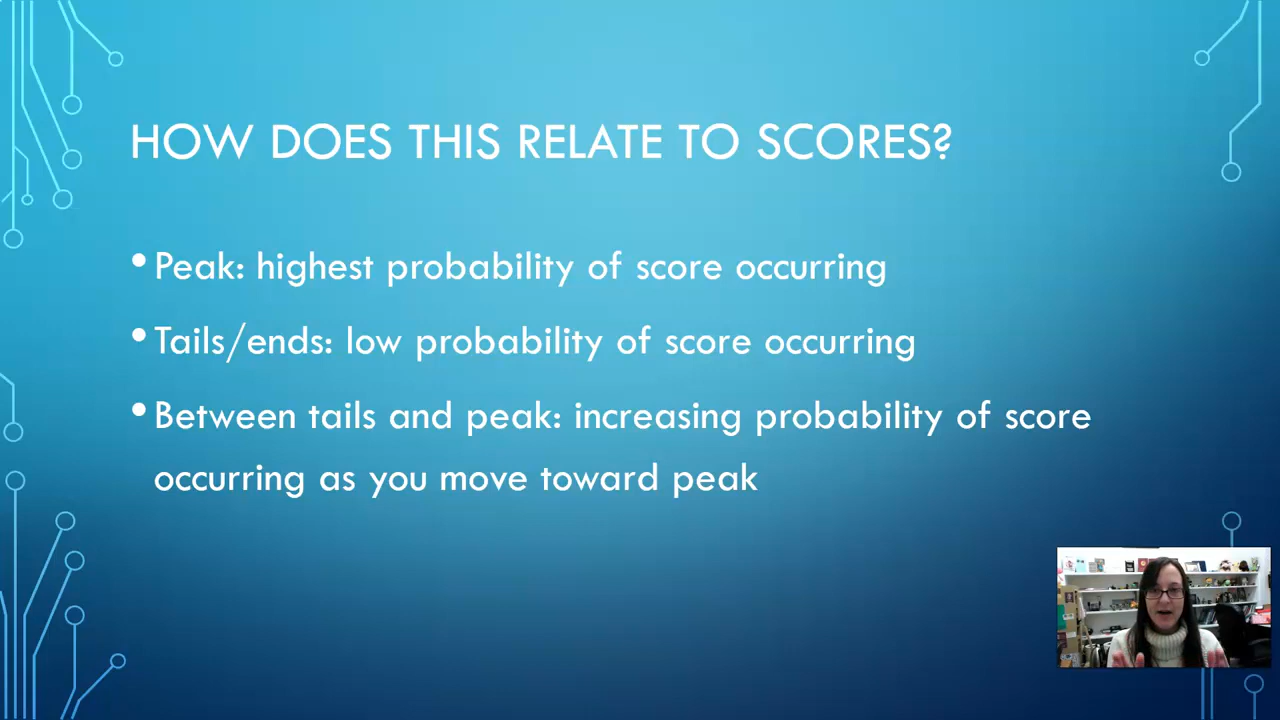 HOW DOES THIS RELATE TO SCORES?
•Peak: highest probability of score occurring
•Tails/ends: low probability of score occurring
•Between tails and peak: increasing probability of score
occurring as you move toward peak